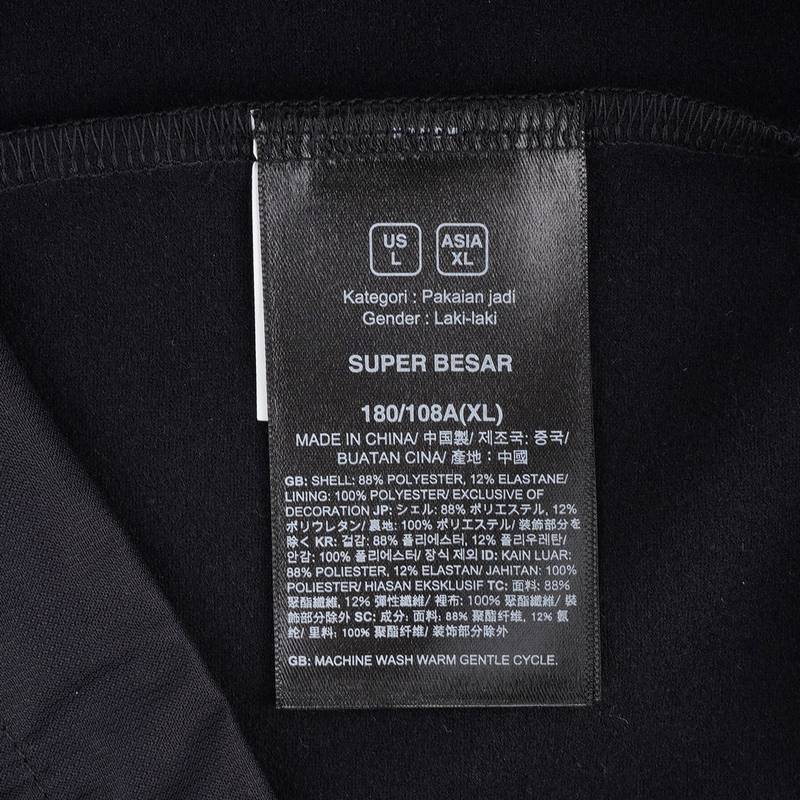 US ASIA
L XL
Kategori : Pakaian jadi
Gender : Laki-laki
SUPER BESAR
180/108A(XL)
MADE IN CHINA/ 中国製/ 제조국: 중국/
BUATAN CINA/ 產地：中國
GB: SHELL: 88% POLYESTER, 12% ELASTANE/
LINING: 100% POLYESTER/ EXCLUSIVE OF
DECORATION JP: シェル: 88% ポリエステル, 12%
ポリウレタン/ 裏地: 100% ポリエステル/ 装飾部分を
除く KR: 겉감: 88% 폴리에스터, 12% 폴리우레탄/
안감: 100% 폴리에스터/ 장식 제외 ID: KAIN LUAR:
88% POLIESTER, 12% ELASTAN/ JAHITAN: 100%
POLIESTER/ HIASAN EKSKLUSIF TC: 面料: 88%
聚酯纖維, 12% 彈性纖維/ 裡布: 100% 聚酯纖維/ 裝
飾部分除外 SC: 成分: 面料: 88% 聚酯纤维, 12% 氨
纶/ 里料: 100% 聚酯纤维/ 装饰部分除外
GB: MACHINE WASH WARM GENTLE CYCLE.